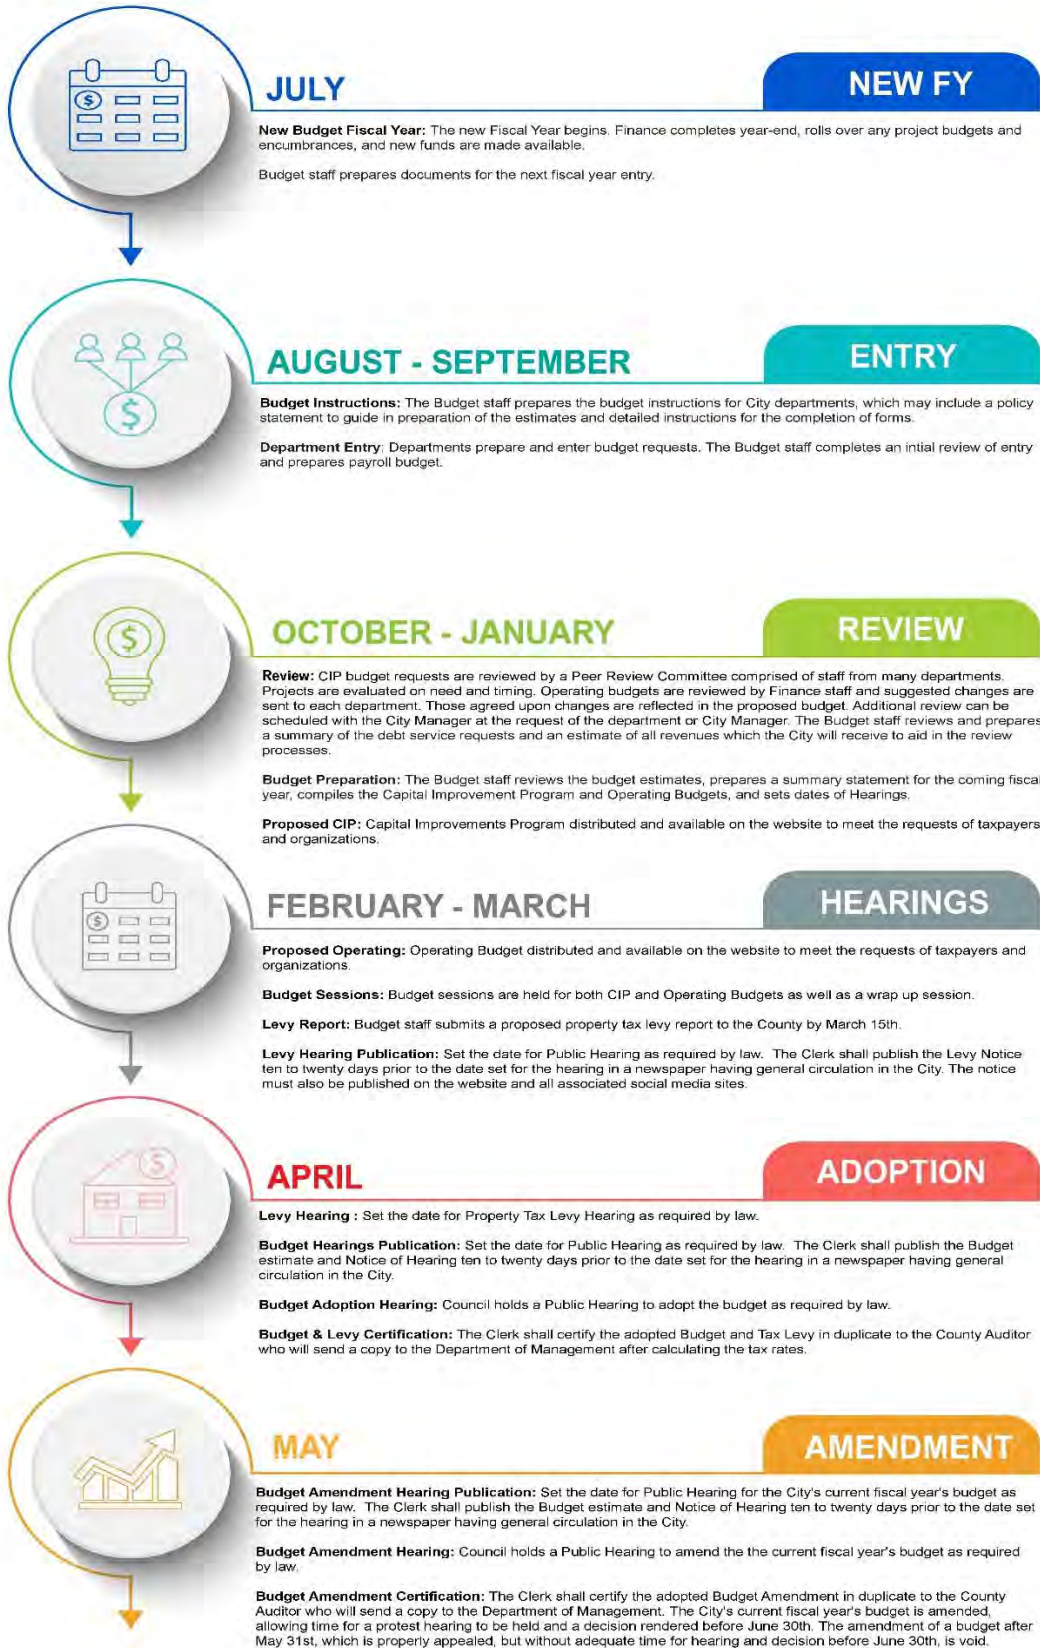 JULY
NEW FY
New Budget Fiscal Year: The new Fiscal Year begins. Finance completes year-end, rolls over any project budgets and
encumbrances, and new funds are made available.
Budget staff prepares documents for the next fiscal year entry.
AUGUST - SEPTEMBER
ENTRY
Budget Instructions: The Budget staff prepares the budget instructions for City departments, which may include a policy
statement to guide in preparation of the estimates and detailed instructions for the completion of forms.
Department Entry: Departments prepare and enter budget requests. The Budget staff completes an intial review of entry
and prepares payroll budget.
OCTOBER - JANUARY
REVIEW
Review: CIP budget requests are reviewed by a Peer Review Committee comprised of staff from many departments.
Projects are evaluated on need and timing. Operating budgets are reviewed by Finance staff and suggested changes are
sent to each department. Those agreed upon changes are reflected in the proposed budget. Additional review can be
scheduled with the City Manager at the request of the department or City Manager. The Budget staff reviews and prepares
a summary of the debt service requests and an estimate of all revenues which the City will receive to aid in the review
processes.
Budget Preparation: The Budget staff reviews the budget estimates, prepares a summary statement for the coming fiscal
year, compiles the Capital Improvement Program and Operating Budgets, and sets dates of Hearings.
Proposed CIP: Capital Improvements Program distributed and available on the website to meet the requests of taxpayers
and organizations.
FEBRUARY - MARCH
HEARINGS
Proposed Operating: Operating Budget distributed and available on the website to meet the requests of taxpayers and
organizations.
Budget Sessions: Budget sessions are held for both CIP and Operating Budgets as well as a wrap up session.
Levy Report: Budget staff submits a proposed property tax levy report to the County by March 15th.
Levy Hearing Publication: Set the date for Public Hearing as required by law. The Clerk shall publish the Levy Notice
ten to twenty days prior to the date set for the hearing in a newspaper having general circulation in the City. The notice
must also be published on the website and all associated social media sites.
APRIL
ADOPTION
Levy Hearing : Set the date for Property Tax Levy Hearing as required by law.
Budget Hearings Publication: Set the date for Public Hearing as required by law. The Clerk shall publish the Budget
estimate and Notice of Hearing ten to twenty days prior to the date set for the hearing in a newspaper having general
circulation in the City.
Budget Adoption Hearing: Council holds a Public Hearing to adopt the budget as required by law.
Budget & Levy Certification: The Clerk shall certify the adopted Budget and Tax Levy in duplicate to the County Auditor
who will send a copy to the Department of Management after calculating the tax rates.
MAY
AMENDMENT
Budget Amendment Hearing Publication: Set the date for Public Hearing for the City's current fiscal year's budget as
required by law. The Clerk shall publish the Budget estimate and Notice of Hearing ten to twenty days prior to the date set
for the hearing in a newspaper having general circulation in the City.
Budget Amendment Hearing: Council holds a Public Hearing to amend the the current fiscal year's budget as required
by law.
Budget Amendment Certification: The Clerk shall certify the adopted Budget Amendment in duplicate to the County
Auditor who will send a copy to the Department of Management. The City's current fiscal year's budget is amended,
allowing time for a protest hearing to be held and a decision rendered before June 30th. The amendment of a budget after
May 31st, which is properly appealed, but without adequate time for hearing and decision before June 30th, is void.